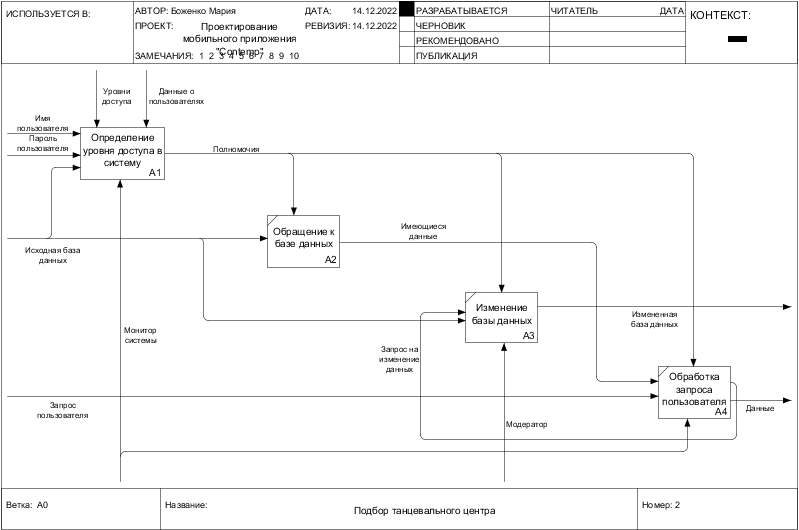 ИСПОЛЬЗУЕТСЯ В:
АВТОР: Боженко Мария
ДАТА: 14.12.2022
ПРОЕКТ: Проектирование
мобильного приложения
"Contemp"
РЕВИЗИЯ: 14.12.2022
ЗАМЕЧАНИЯ: 1 2 3 4 5 6 7 8 9 10
РАЗРАБАТЫВАЕТСЯ
ЧЕРНОВИК
РЕКОМЕНДОВАНО
ПУБЛИКАЦИЯ
ЧИТАТЕЛЬ
ДАТА
КОНТЕКСТ:
Уровни
доступа
Данные о
пользователях
Имя
пользователя
Пароль
пользователя
Определение
уровня доступа в
систему
A1
Полномочия
Исходная база
данных
Обращение к
базе данных
A2
Имеющиеся
данные
Изменение
базы данных
A3
Измененная
база данных
Монитор
системы
Запрос на
изменение
данных
Обработка
запроса
пользователя
A4
Данные
Запрос
пользователя
Модератор
Ветка: A0
Название:
Подбор танцевального центра
Номер: 2